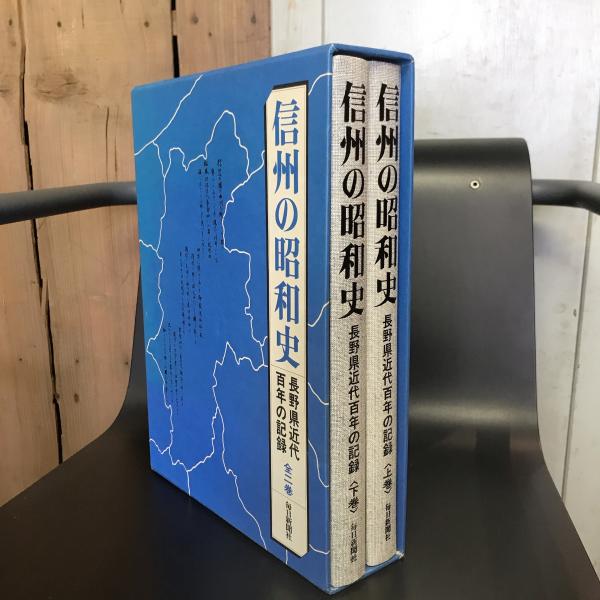 信州の昭和史
長野県近代
百年の記録
全二巻
毎日新聞社
信州の昭和史
長野県近代百年の記録
〈下巻〉
毎日新聞社
信州の昭和史
長野県近代百年の記録
〈上巻〉
毎日新聞社